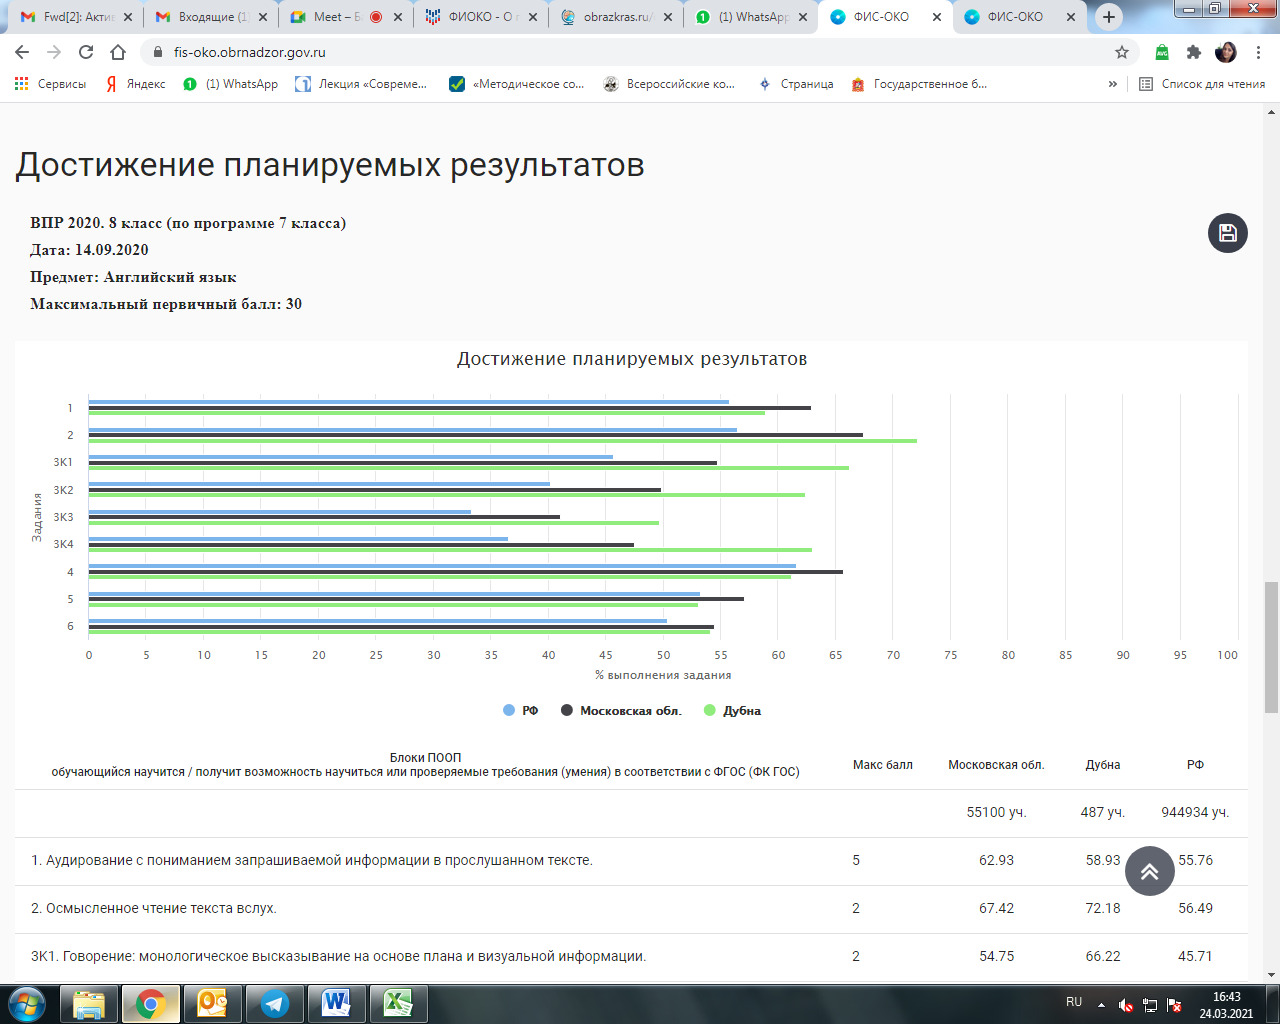 Fwd[2]: Актив
Входящие (1
Meet – Б
ФИОКО - О
obrazkras.ru/
(1) WhatsApp
ФИС-ОКО
ФИС-ОКО
fis-oko.obrnadzor.gov.ru
Сервисы
Яндекс
(1) WhatsApp
Лекция «Совреме...
«Методическое со...
Всероссийские ко...
Страница
Государственное б...
»
Список для чтения
Достижение планируемых результатов
ВПР 2020. 8 класс (по программе 7 класса)
Дата: 14.09.2020
Предмет: Английский язык
Максимальный первичный балл: 30
Достижение планируемых результатов
Задания
1
2
3K1
3K2
3K3
3K4
4
5
6
0 5 10 15 20 25 30 35 40 45 50 55 60 65 70 75 80 85 90 95 100
% выполнения задания
РФ Московская обл. Дубна
Блоки ПООП
обучающийся научится / получит возможность научиться или проверяемые требования (умения) в соответствии с ФГОС (ФК ГОС) Макс балл Московская обл. Дубна РФ
55100 уч. 487 уч. 944934 уч.
1. Аудирование с пониманием запрашиваемой информации в прослушанном тексте. 5 62.93 58.93 55.76
2. Осмысленное чтение текста вслух. 2 67.42 72.18 56.49
3K1. Говорение: монологическое высказывание на основе плана и визуальной информации. 2 54.75 66.22 45.71
RU
16:43
24.03.2021